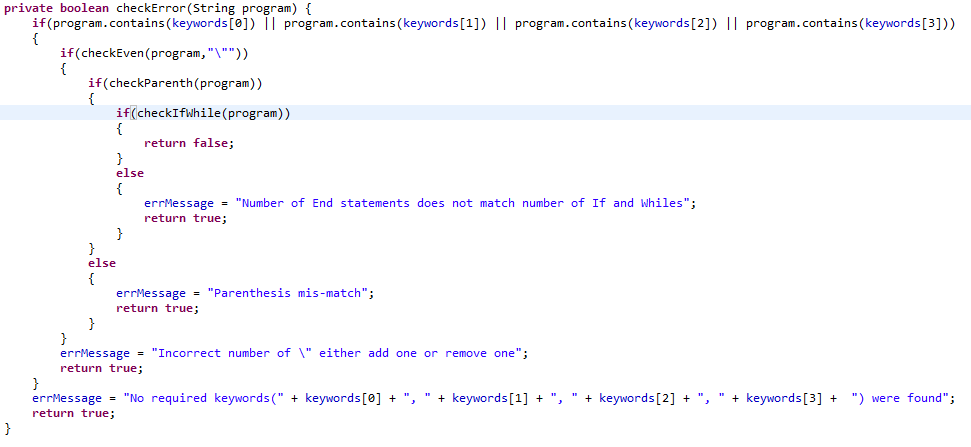 private boolean checkError(String program) {
    if(program.contains(keywords[0]) || program.contains(keywords[1]) || program.contains(keywords[2]) || program.contains(keywords[3]))
    {
        if(checkEven(program,"\""))
        {
            if(checkParenth(program))
            {
                if(checkIfWhile(program))
                {
                    return false;
                }
                else
                {
                    errMessage = "Number of End statements does not match number of If and Whiles";
                    return true;
                }
            }
            else
            {
                errMessage = "Parenthesis mis-match";
                return true;
            }
        }
        errMessage = "Incorrect number of \" either add one or remove one";
        return true;
    }
    errMessage = "No required keywords(" + keywords[0] + ", " + keywords[1] + ", " + keywords[2] + ", " + keywords[3] +  ") were found";
    return true;
}